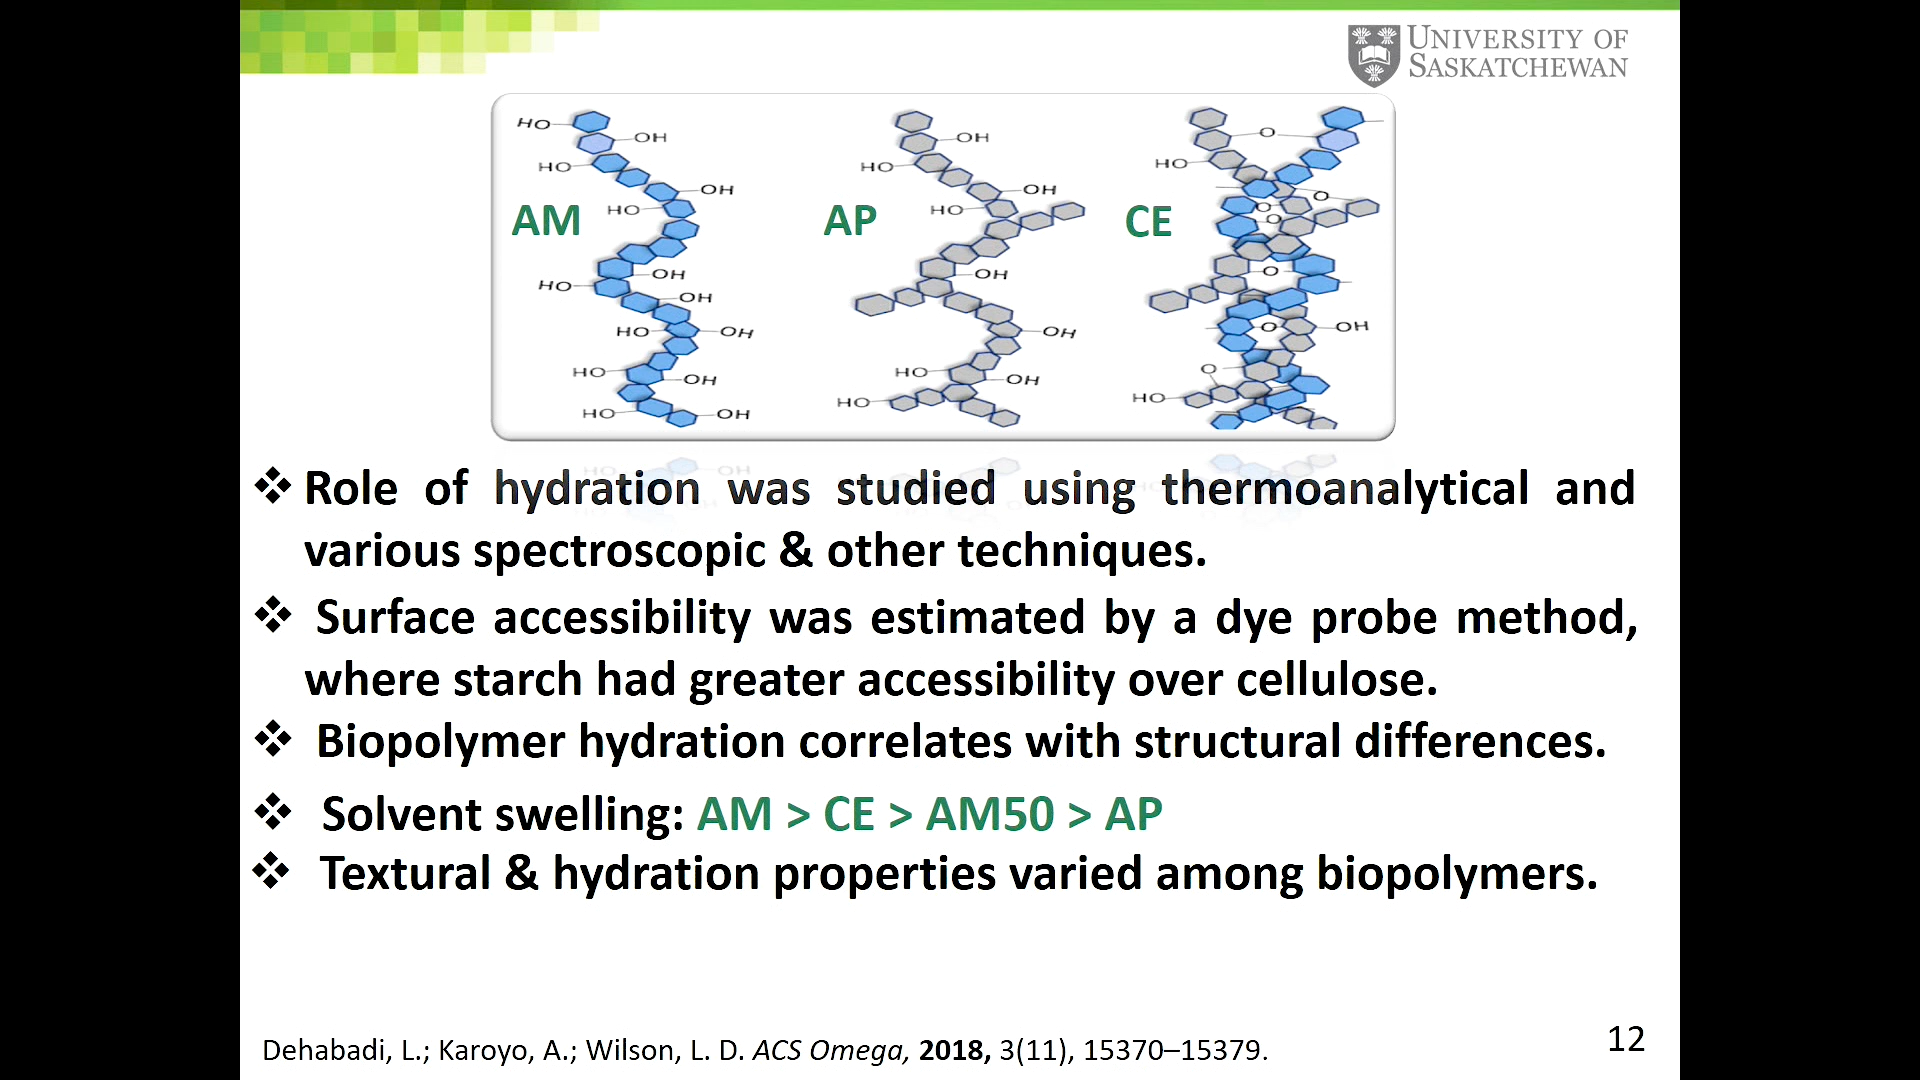 UNIVERSITY OF
SASKATCHEWAN
HO
OH
HO
OH
HO
OH
HO
OH
HO
OH
HO
OH
HO
OH
AM
OH
HO
OH
HO
OH
OH
HO
OH
HO
AP
O
HO
O
O
O
O
O
OH
O
HO
CE
❖ Role of hydration was studied using thermoanalytical and
various spectroscopic & other techniques.
❖ Surface accessibility was estimated by a dye probe method,
where starch had greater accessibility over cellulose.
❖ Biopolymer hydration correlates with structural differences.
❖ Solvent swelling: AM > CE > AM50 > AP
❖ Textural & hydration properties varied among biopolymers.
Dehabadi, L.; Karoyo, A.; Wilson, L. D. ACS Omega, 2018, 3(11), 15370–15379.
12